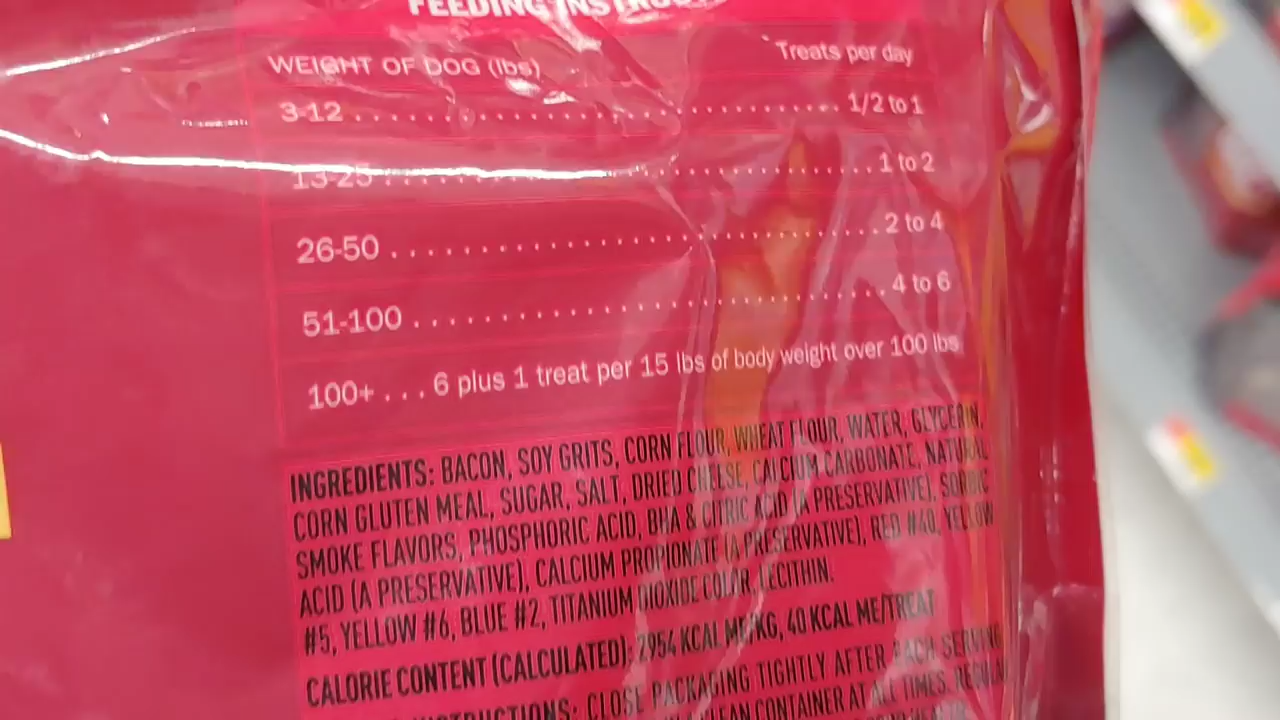 FEEDING
WEIGHT OF DOG (lbs) Treats per day
3-12 . . . . . . . . . . . . . . . . . . . . . . . . . . . . . . 1/2 to 1
13-25 . . . . . . . . . . . . . . . . . . . . . . . . . . . . . . 1 to 2
26-50 . . . . . . . . . . . . . . . . . . . . . . . . . . . . . . 2 to 4
51-100 . . . . . . . . . . . . . . . . . . . . . . . . . . . . . . 4 to 6
100+ . . . 6 plus 1 treat per 15 lbs of body weight over 100 lbs
INGREDIENTS: BACON, SOY GRITS, CORN FLOUR, WHEAT FLOUR, WATER, GLYCERIN,
CORN GLUTEN MEAL, SUGAR, SALT, DRIED CHEESE, CALCIUM CARBONATE, NATURAL
SMOKE FLAVORS, PHOSPHORIC ACID, BHA & CITRIC ACID (A PRESERVATIVE), SORBIC
ACID (A PRESERVATIVE), CALCIUM PROPIONATE (A PRESERVATIVE), RED #40, YELLOW
#5, YELLOW #6, BLUE #2, TITANIUM DIOXIDE COLOR, LECITHIN.
CALORIE CONTENT (CALCULATED): 2954 KCAL ME/KG, 40 KCAL ME/TREAT
INSTRUCTIONS: CLOSE PACKAGING TIGHTLY AFTER EACH SERVING
CLEAN CONTAINER AT ALL TIMES.